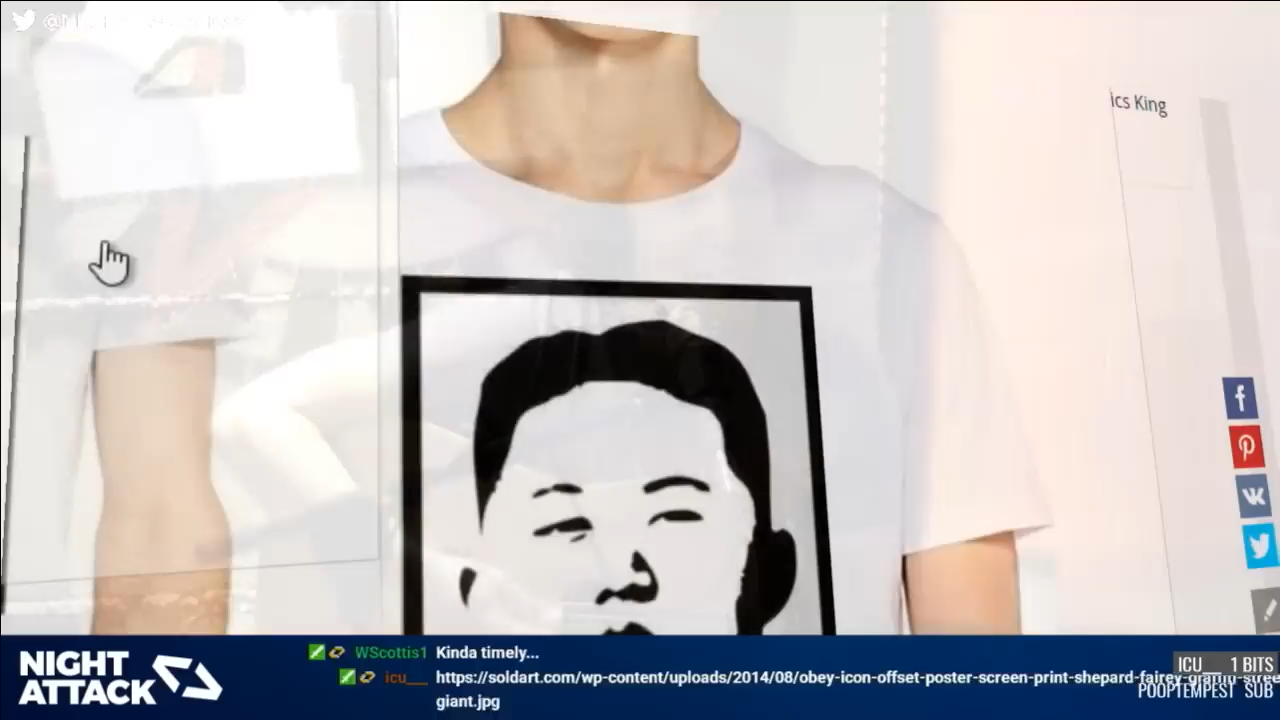 ics King
NIGHT
ATTACK
WScottis1 Kinda timely...
icu___ https://soldart.com/wp-content/uploads/2014/08/obey-icon-offset-poster-screen-print-shepard-fairey-graffiti-stree
giant.jpg
ICU___ 1 BITS
POOPTEMPEST SUB